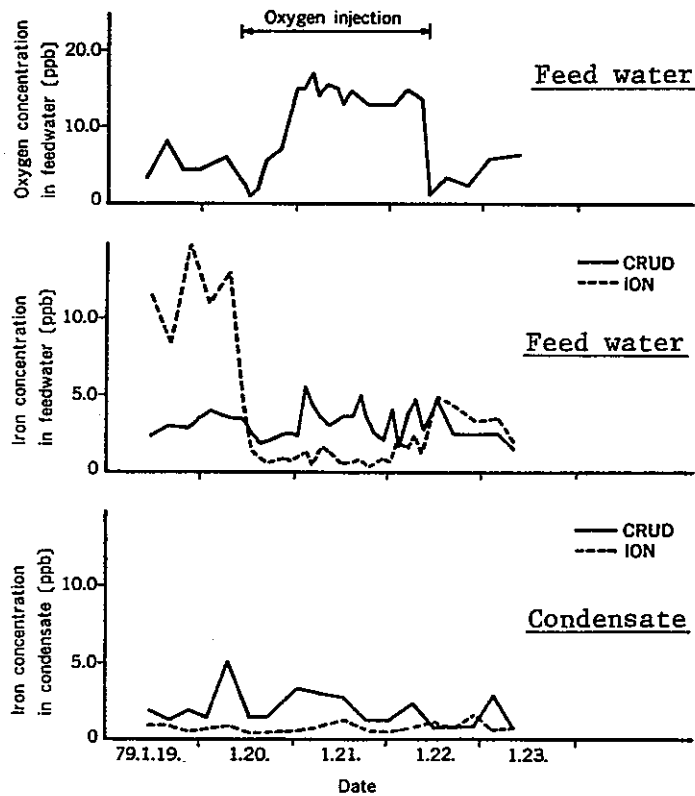 Oxygen injection
Oxygen concentration
in feedwater (ppb)
20.0
10.0
0
Feed water
Iron concentration
in feedwater (ppb)
10.0
5.0
0
CRUD
ION
Feed water
Iron concentration
in condensate (ppb)
10.0
5.0
0
CRUD
ION
Condensate
79.1.19. 1.20. 1.21. 1.22. 1.23.
Date